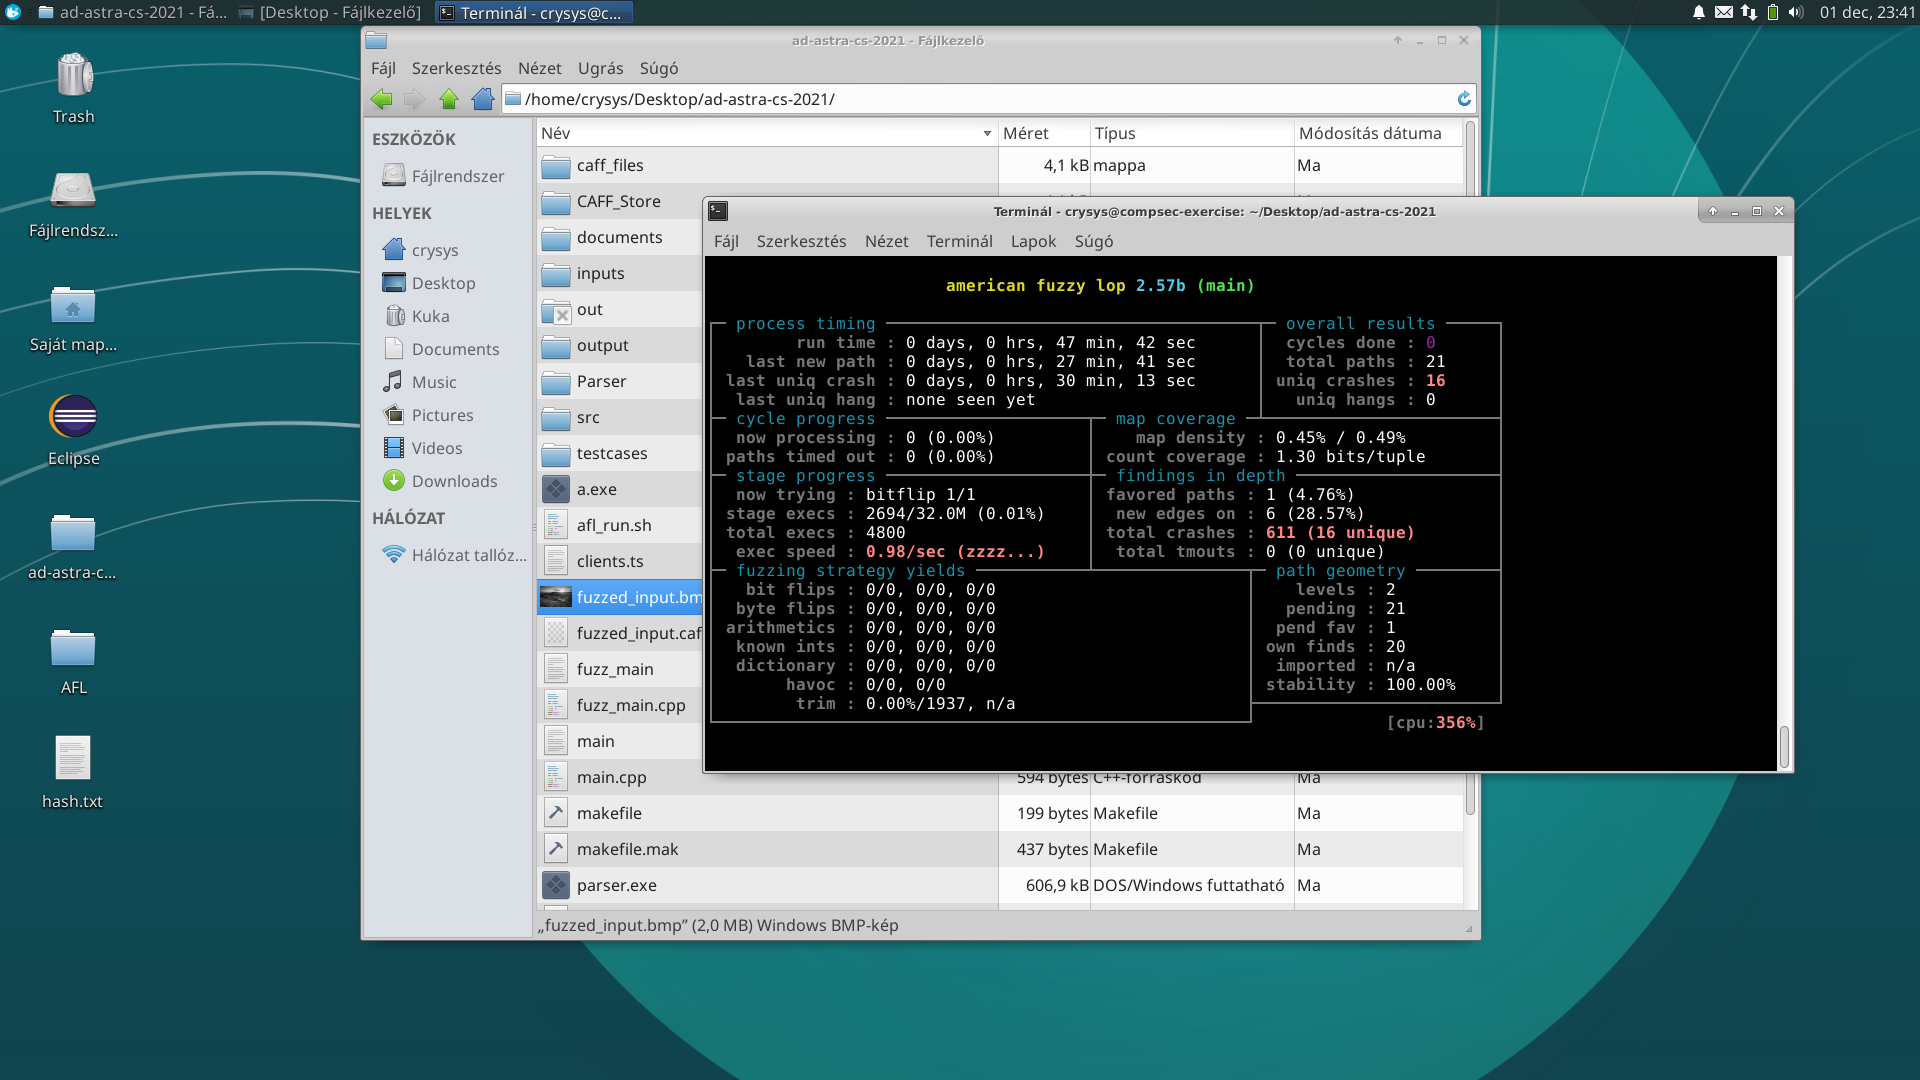 ad-astra-cs-2021 - Fá...
[Desktop - Fájlkezelő]
Terminál - crysys@c...
01 dec, 23:41
Trash
Fájlrendsz...
Saját map...
Eclipse
ad-astra-c...
AFL
hash.txt
ad-astra-cs-2021 - Fájlkezelő
Fájl Szerkesztés Nézet Ugrás Súgó
/home/crysys/Desktop/ad-astra-cs-2021/
ESZKÖZÖK
Fájlrendszer
HELYEK
crysys
Desktop
Kuka
Documents
Music
Pictures
Videos
Downloads
HÁLÓZAT
Hálózat tallóz...
Név Méret Típus Módosítás dátuma
caff_files 4,1 kB mappa Ma
CAFF_Store
documents
inputs
out
output
Parser
src
testcases
a.exe
afl_run.sh
clients.ts
fuzzed_input.bm
fuzzed_input.caf
fuzz_main
fuzz_main.cpp
main
main.cpp 594 bytes C++-forráskód Ma
makefile 199 bytes Makefile Ma
makefile.mak 437 bytes Makefile Ma
parser.exe 606,9 kB DOS/Windows futtatható Ma
„fuzzed_input.bmp” (2,0 MB) Windows BMP-kép
Terminál - crysys@compsec-exercise: ~/Desktop/ad-astra-cs-2021
Fájl Szerkesztés Nézet Terminál Lapok Súgó
american fuzzy lop 2.57b (main)
process timing overall results
run time : 0 days, 0 hrs, 47 min, 42 sec cycles done : 0
last new path : 0 days, 0 hrs, 27 min, 41 sec total paths : 21
last uniq crash : 0 days, 0 hrs, 30 min, 13 sec uniq crashes : 16
last uniq hang : none seen yet uniq hangs : 0
cycle progress map coverage
now processing : 0 (0.00%) map density : 0.45% / 0.49%
paths timed out : 0 (0.00%) count coverage : 1.30 bits/tuple
stage progress findings in depth
now trying : bitflip 1/1 favored paths : 1 (4.76%)
stage execs : 2694/32.0M (0.01%) new edges on : 6 (28.57%)
total execs : 4800 total crashes : 611 (16 unique)
exec speed : 0.98/sec (zzzz...) total tmouts : 0 (0 unique)
fuzzing strategy yields path geometry
bit flips : 0/0, 0/0, 0/0 levels : 2
byte flips : 0/0, 0/0, 0/0 pending : 21
arithmetics : 0/0, 0/0, 0/0 pend fav : 1
known ints : 0/0, 0/0, 0/0 own finds : 20
dictionary : 0/0, 0/0, 0/0 imported : n/a
havoc : 0/0, 0/0 stability : 100.00%
trim : 0.00%/1937, n/a
[cpu:356%]